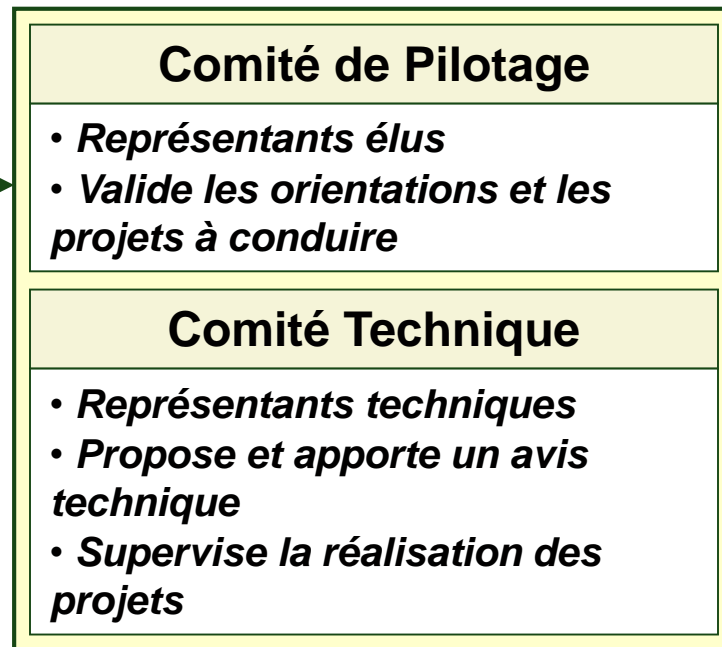 Comité de Pilotage
• Représentants élus
• Valide les orientations et les
projets à conduire
Comité Technique
• Représentants techniques
• Propose et apporte un avis
technique
• Supervise la réalisation des
projets